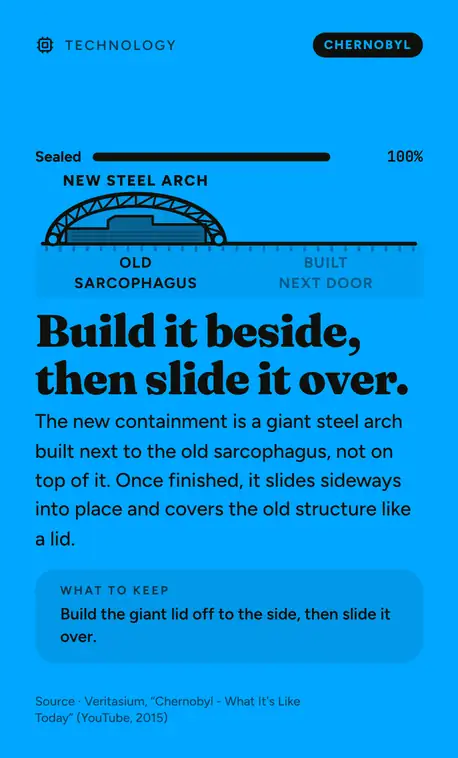 TECHNOLOGY
CHERNOBYL
Sealed
100%
NEW STEEL ARCH
OLD
SARCOPHAGUS
BUILT
NEXT DOOR
Build it beside,
then slide it over.
The new containment is a giant steel arch
built next to the old sarcophagus, not on
top of it. Once finished, it slides sideways
into place and covers the old structure like
a lid.
WHAT TO KEEP
Build the giant lid off to the side, then slide it
over.
Source · Veritasium, “Chernobyl - What It's Like
Today” (YouTube, 2015)